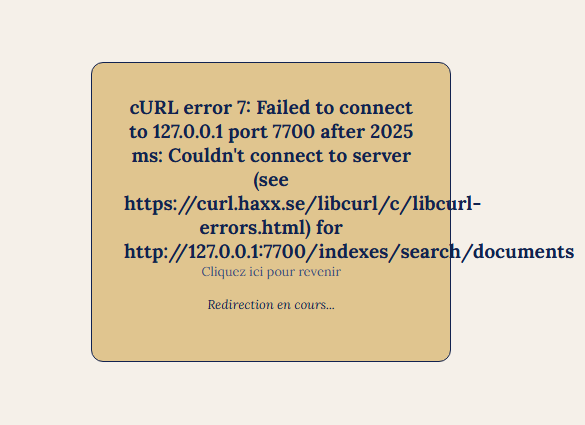 cURL error 7: Failed to connect
to 127.0.0.1 port 7700 after 2025
ms: Couldn't connect to server
(see
https://curl.haxx.se/libcurl/c/libcurl-
errors.html) for
http://127.0.0.1:7700/indexes/search/documents
Cliquez ici pour revenir
Redirection en cours...